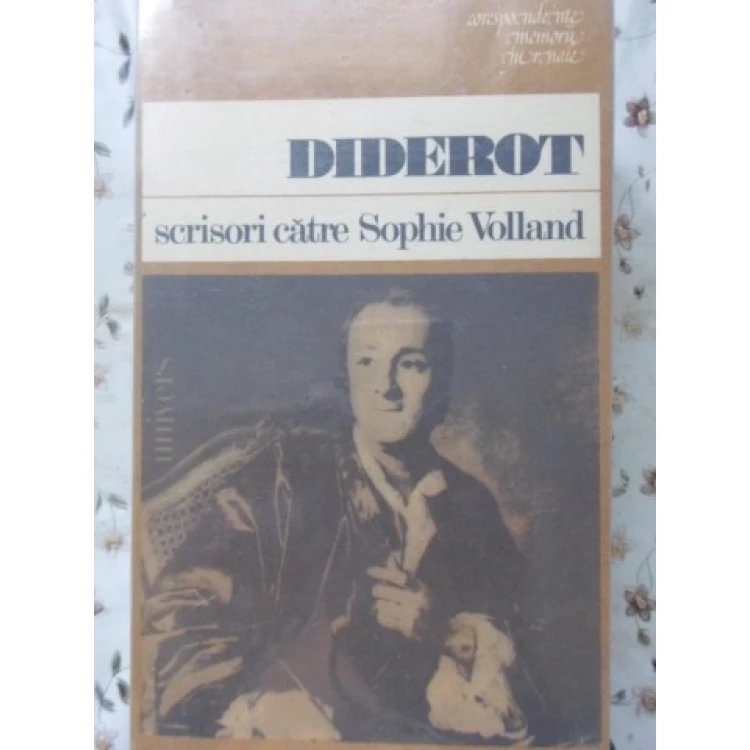 corespondențe
memorii
jurnale
DIDEROT
scrisori către Sophie Volland
univers